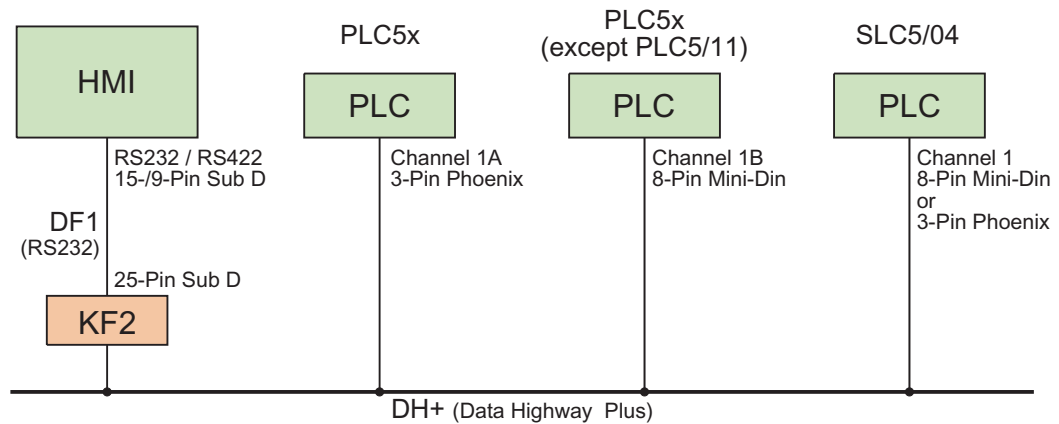 HMI
RS232 / RS422
15-/9-Pin Sub D
DF1
(RS232)
25-Pin Sub D
KF2
PLC5x
PLC
Channel 1A
3-Pin Phoenix
PLC5x
(except PLC5/11)
PLC
Channel 1B
8-Pin Mini-Din
SLC5/04
PLC
Channel 1
8-Pin Mini-Din
or
3-Pin Phoenix
DH+ (Data Highway Plus)